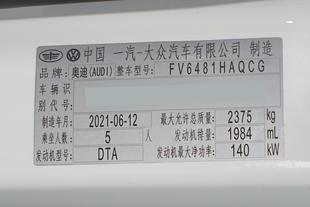 中国 一汽-大众汽车有限公司 制造
品牌: 奥迪(AUDI) 整车型号: FV6481HAQCG
车辆识别代号:
制造年月: 2021-06-12 最大允许总质量: 2375 kg
乘坐人数: 5 发动机排量: 1984 mL
发动机型号: DTA 发动机最大净功率: 140 kW